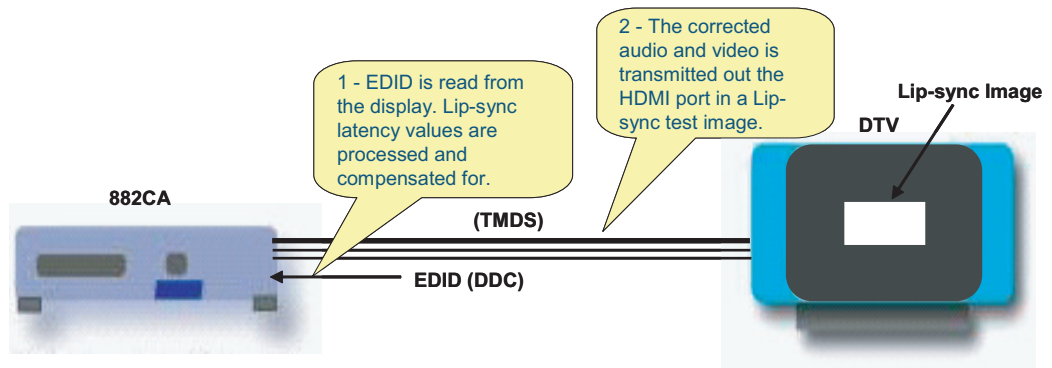 1 - EDID is read from
the display. Lip-sync
latency values are
processed and
compensated for.
2 - The corrected
audio and video is
transmitted out the
HDMI port in a Lip-
sync test image.
Lip-sync Image
DTV
882CA
(TMDS)
EDID (DDC)